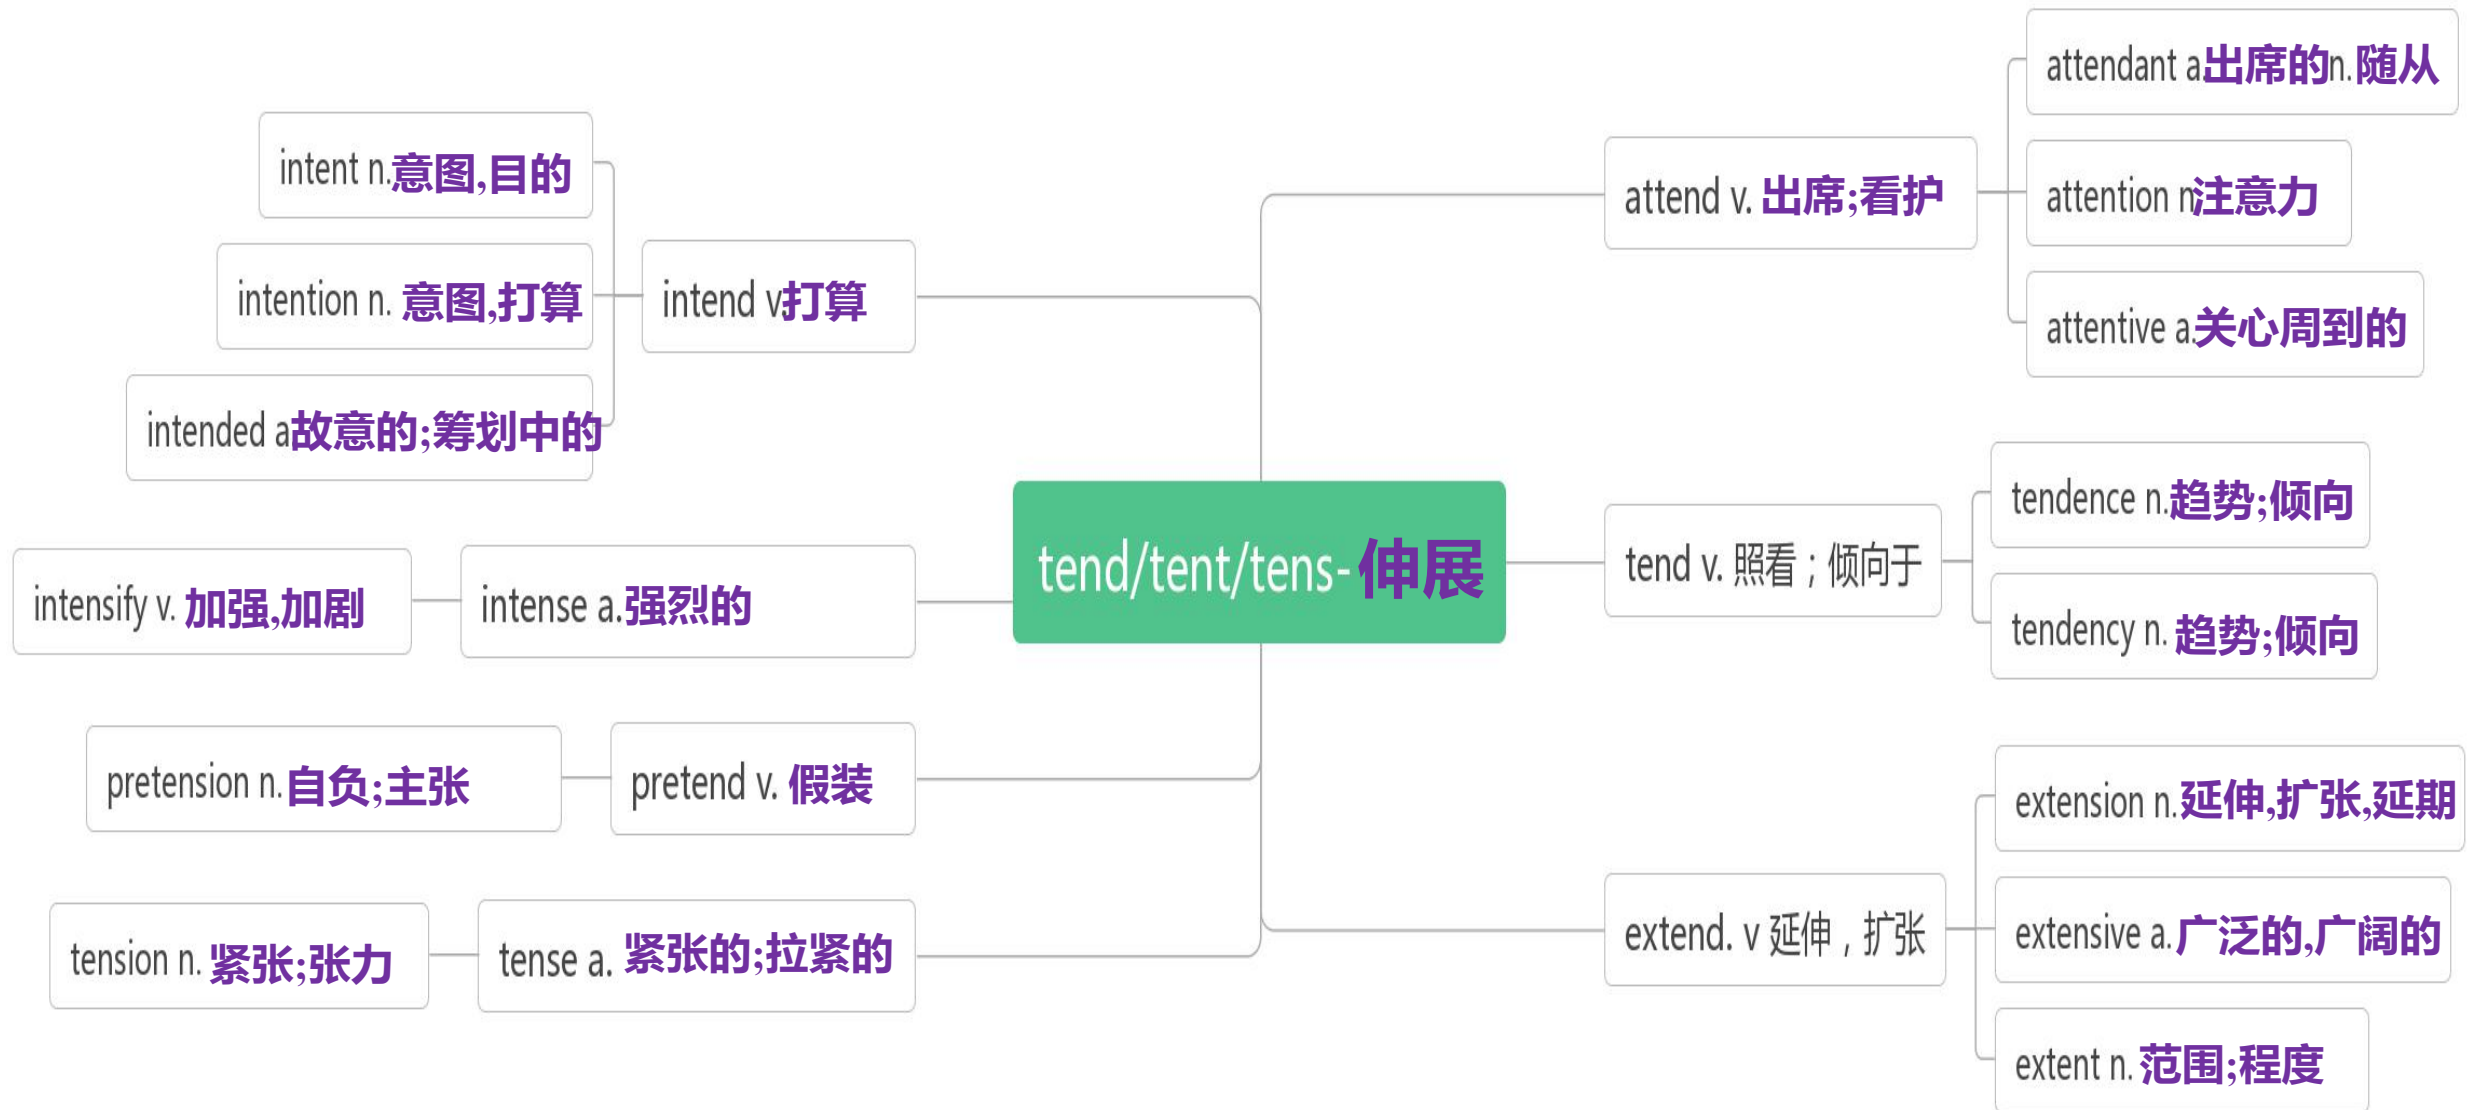 intent n.意图,目的
intention n. 意图,打算
intended a故意的;筹划中的
intend v.打算
intensify v. 加强,加剧
intense a.强烈的
pretension n.自负;主张
pretend v. 假装
tension n. 紧张;张力
tense a. 紧张的;拉紧的
tend/tent/tens-伸展
attend v. 出席;看护
attendant a.出席的n.随从
attention n注意力
attentive a.关心周到的
tend v. 照看；倾向于
tendence n.趋势;倾向
tendency n. 趋势;倾向
extend. v 延伸，扩张
extension n.延伸,扩张,延期
extensive a.广泛的,广阔的
extent n. 范围;程度